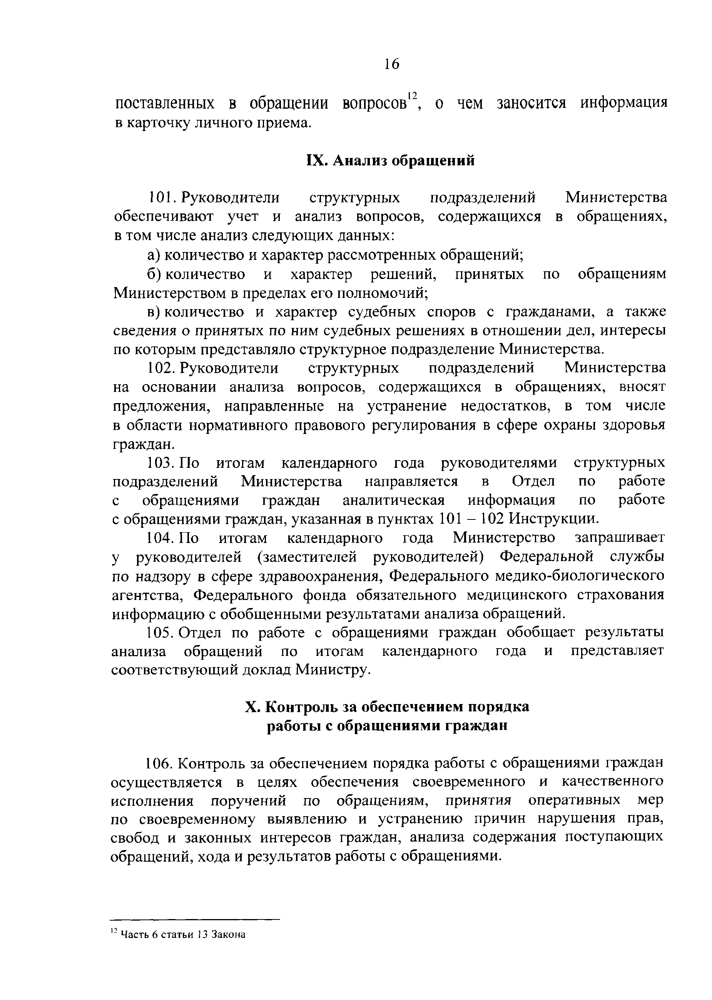 16
поставленных в обращении вопросов12, о чем заносится информация
в карточку личного приема.
IX. Анализ обращений
101. Руководители структурных подразделений Министерства
обеспечивают учет и анализ вопросов, содержащихся в обращениях,
в том числе анализ следующих данных:
а) количество и характер рассмотренных обращений;
б) количество и характер решений, принятых по обращениям
Министерством в пределах его полномочий;
в) количество и характер судебных споров с гражданами, а также
сведения о принятых по ним судебных решениях в отношении дел, интересы
по которым представляло структурное подразделение Министерства.
102. Руководители структурных подразделений Министерства
на основании анализа вопросов, содержащихся в обращениях, вносят
предложения, направленные на устранение недостатков, в том числе
в области нормативного правового регулирования в сфере охраны здоровья
граждан.
103. По итогам календарного года руководителями структурных
подразделений Министерства направляется в Отдел по работе
с обращениями граждан аналитическая информация по работе
с обращениями граждан, указанная в пунктах 101 – 102 Инструкции.
104. По итогам календарного года Министерство запрашивает
у руководителей (заместителей руководителей) Федеральной службы
по надзору в сфере здравоохранения, Федерального медико-биологического
агентства, Федерального фонда обязательного медицинского страхования
информацию с обобщенными результатами анализа обращений.
105. Отдел по работе с обращениями граждан обобщает результаты
анализа обращений по итогам календарного года и представляет
соответствующий доклад Министру.
X. Контроль за обеспечением порядка
работы с обращениями граждан
106. Контроль за обеспечением порядка работы с обращениями граждан
осуществляется в целях обеспечения своевременного и качественного
исполнения поручений по обращениям, принятия оперативных мер
по своевременному выявлению и устранению причин нарушения прав,
свобод и законных интересов граждан, анализа содержания поступающих
обращений, хода и результатов работы с обращениями.
12 Часть 6 статьи 13 Закона